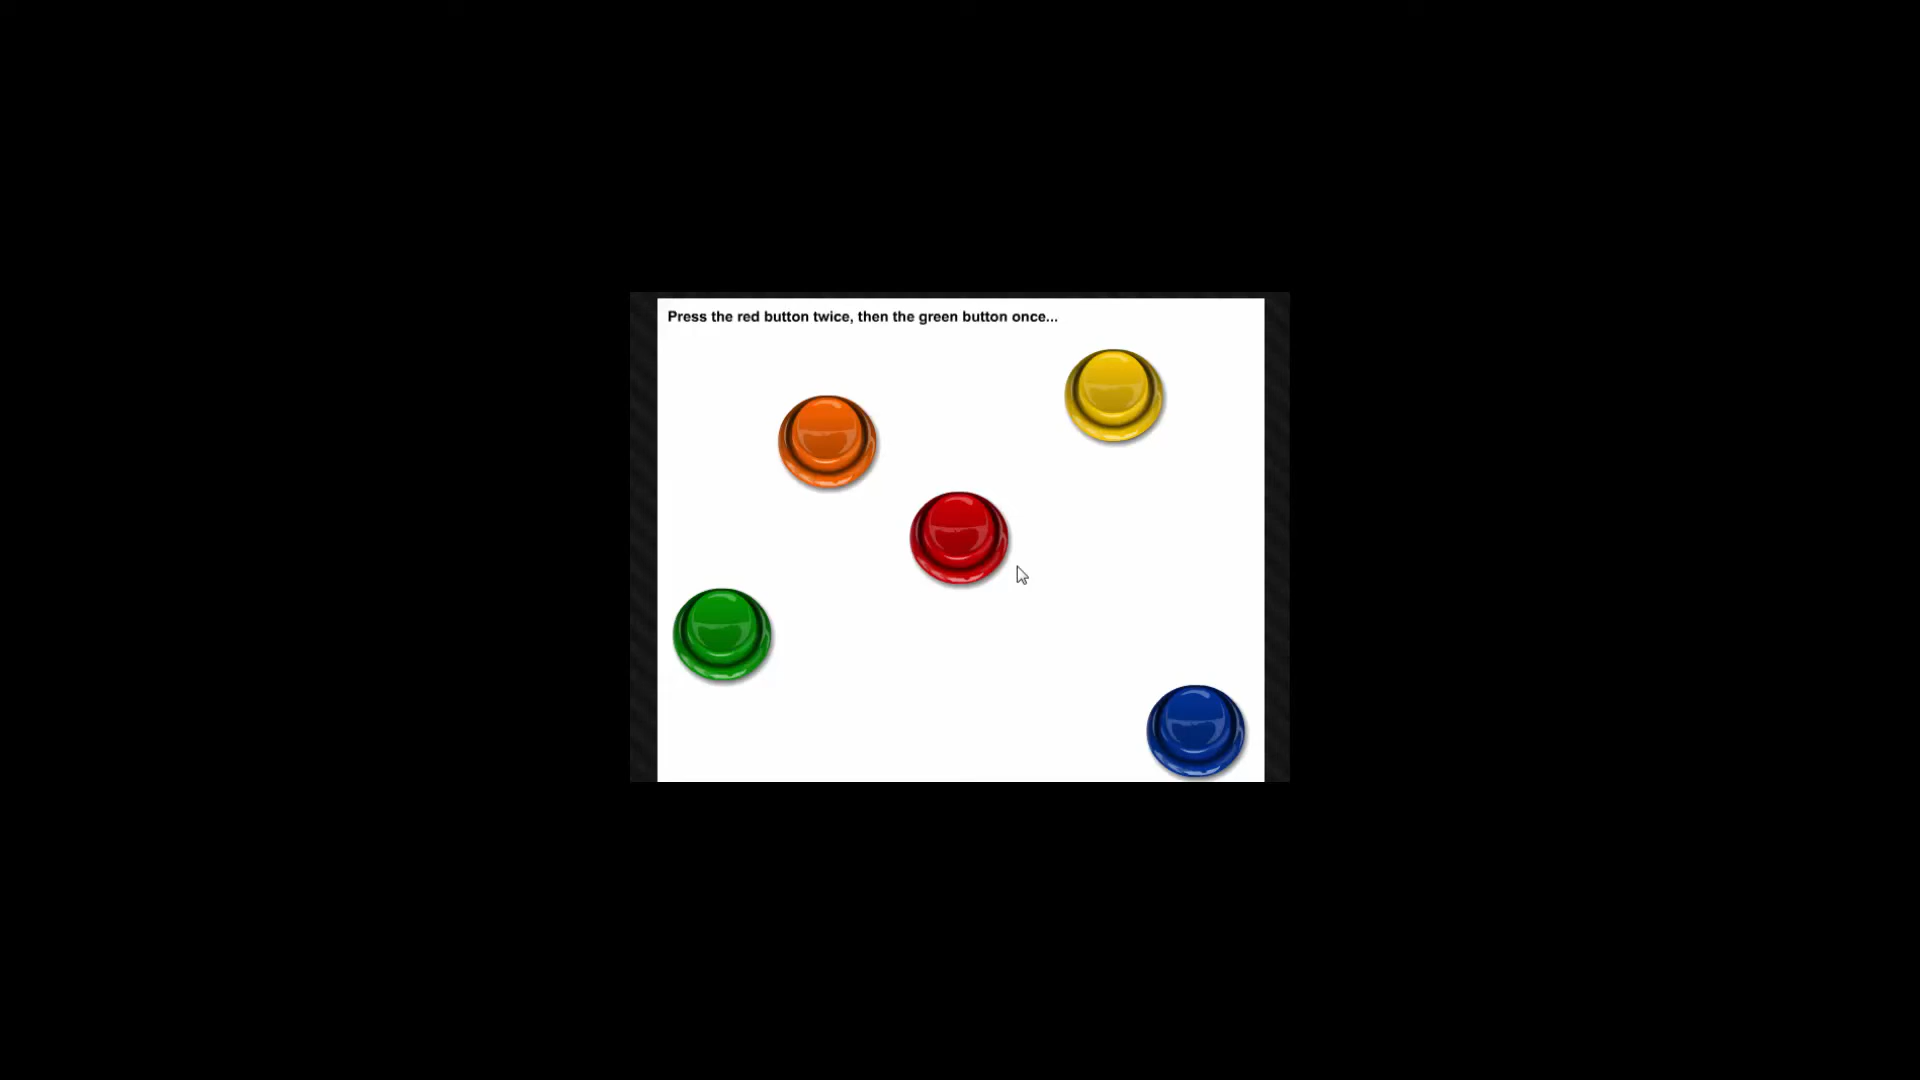 Press the red button twice, then the green button once...